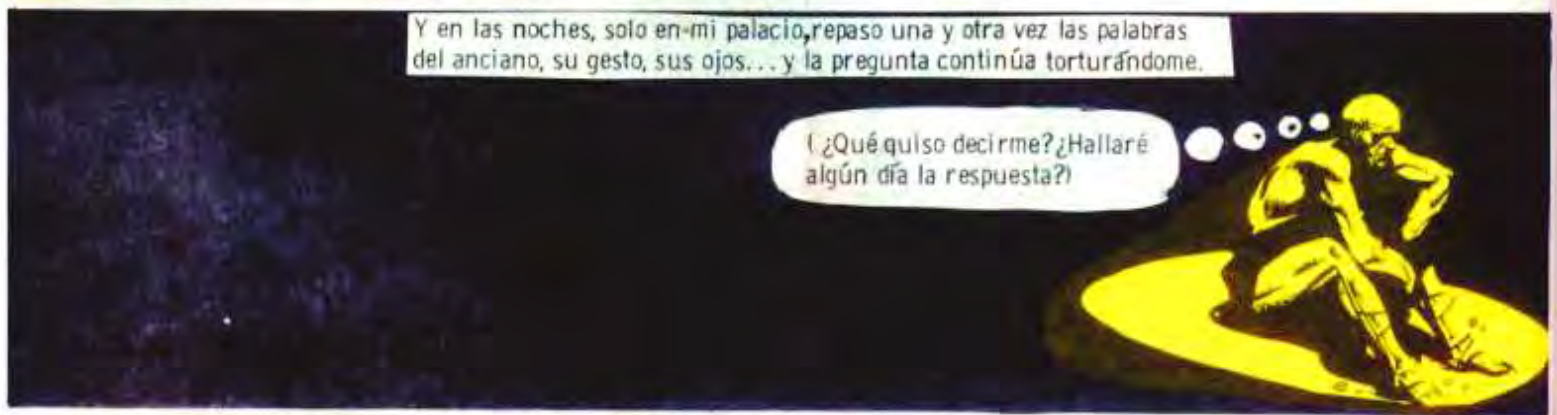 Y en las noches, solo en mi palacio, repaso una y otra vez las palabras
del anciano, su gesto, sus ojos... y la pregunta continúa torturándome.
(¿Qué quiso decirme? ¿Hallaré
algún día la respuesta?)